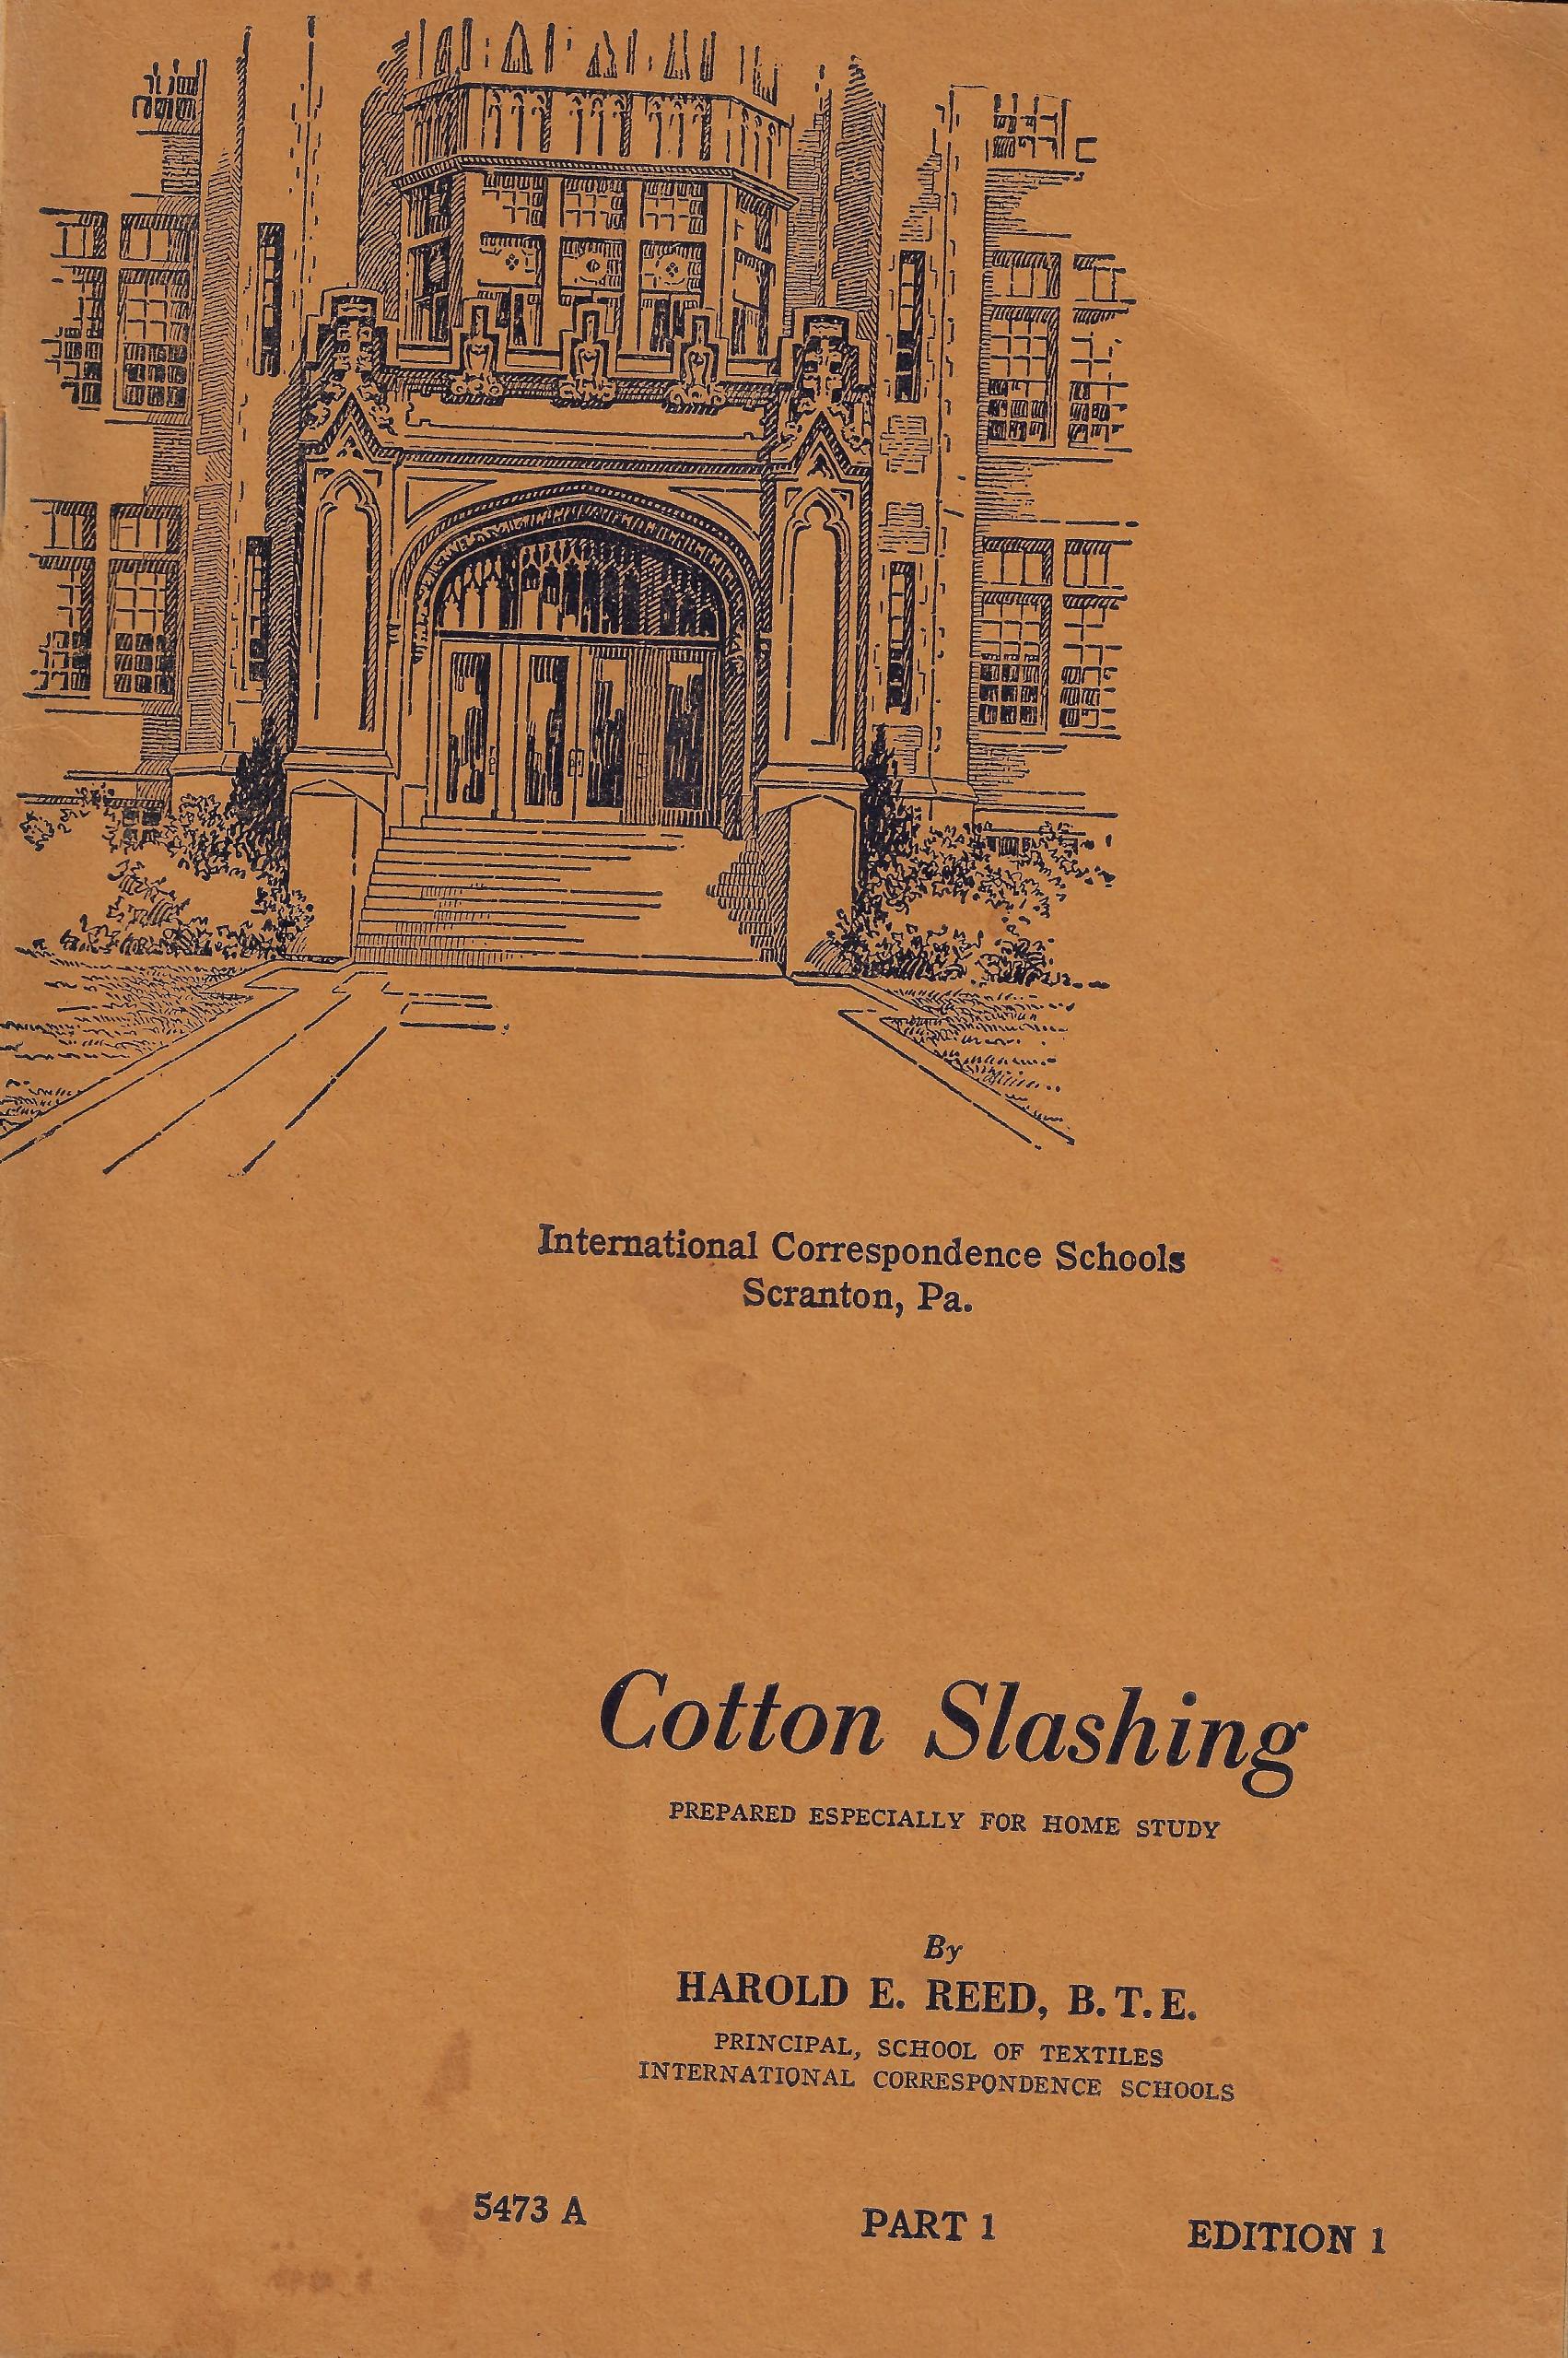 International Correspondence Schools
Scranton, Pa.
Cotton Slashing
PREPARED ESPECIALLY FOR HOME STUDY
By
HAROLD E. REED, B.T.E.
PRINCIPAL, SCHOOL OF TEXTILES
INTERNATIONAL CORRESPONDENCE SCHOOLS
5473 A PART 1 EDITION 1